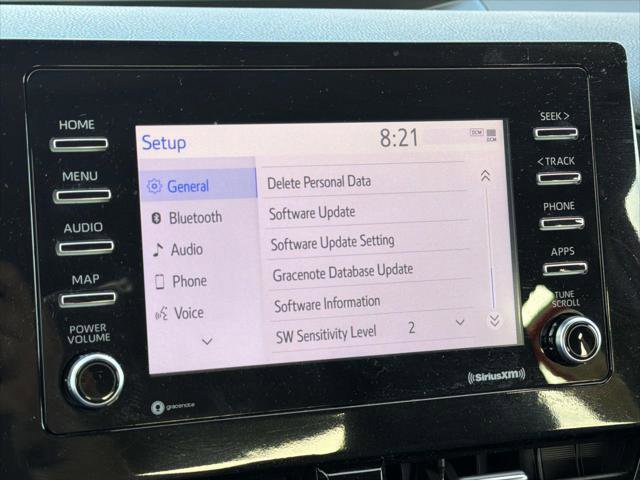 HOME
MENU
AUDIO
MAP
POWER
VOLUME
Setup
8:21
DCM
DCM
General
Bluetooth
Audio
Phone
Voice
Delete Personal Data
Software Update
Software Update Setting
Gracenote Database Update
Software Information
SW Sensitivity Level 2
SEEK >
< TRACK
PHONE
APPS
TUNE
SCROLL
gracenote
((SiriusXM))